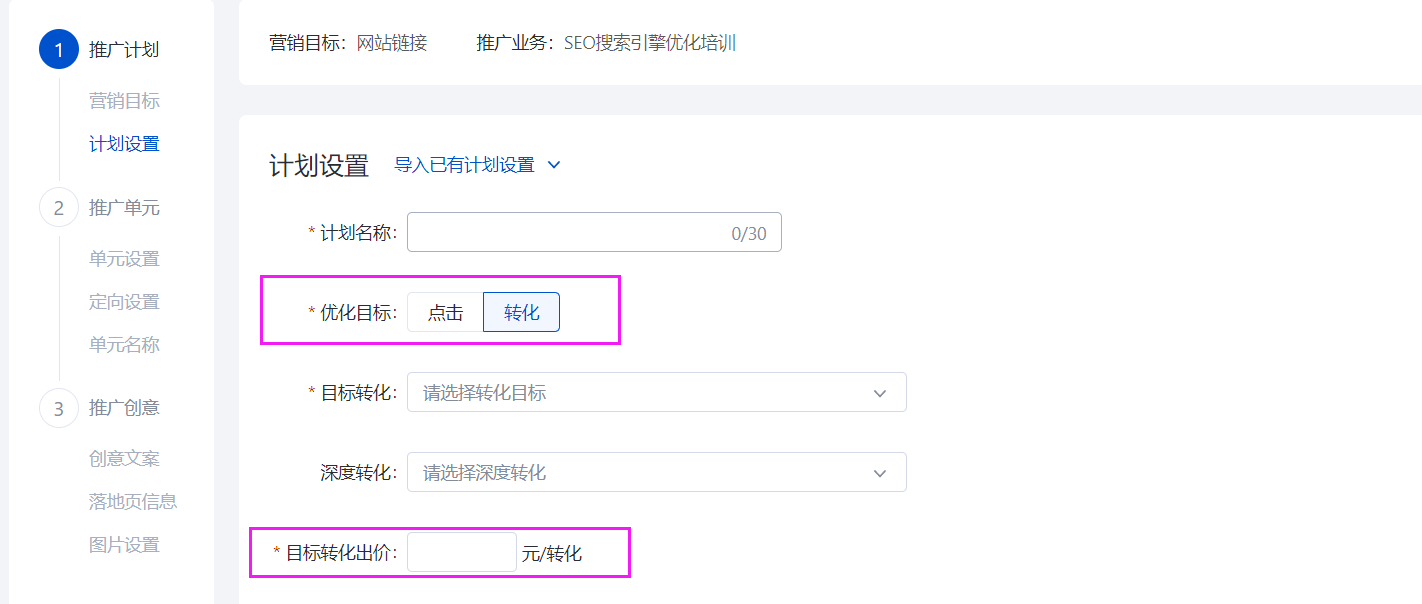 1 推广计划
营销目标
计划设置
2 推广单元
单元设置
定向设置
单元名称
3 推广创意
创意文案
落地页信息
图片设置
营销目标：网站链接 推广业务：SEO搜索引擎优化培训
计划设置 导入已有计划设置
* 计划名称： 0/30
* 优化目标： 点击 转化
* 目标转化： 请选择转化目标
深度转化： 请选择深度转化
* 目标转化出价： 元/转化